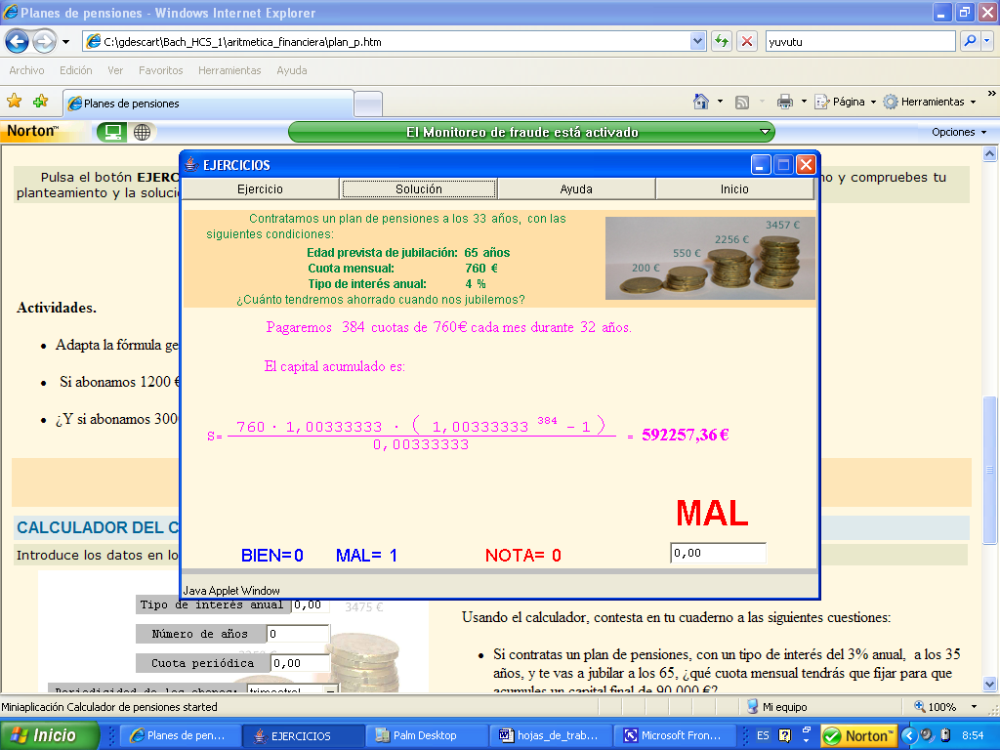 Planes de pensiones - Windows Internet Explorer
C:\gdescart\Bach_HCS_1\aritmetica_financiera\plan_p.htm
yuvutu
Archivo Edición Ver Favoritos Herramientas Ayuda
Planes de pensiones
Página
Herramientas
»
Norton™
El Monitoreo de fraude está activado
Opciones
Pulsa el botón EJERC
no y compruebes tu
planteamiento y la soluci
EJERCICIOS
Ejercicio Solución Ayuda Inicio
Contratamos un plan de pensiones a los 33 años, con las
siguientes condiciones:
Edad prevista de jubilación: 65 años
Cuota mensual: 760 €
Tipo de interés anual: 4 %
¿Cuánto tendremos ahorrado cuando nos jubilemos?
200 € 550 € 2256 € 3457 €
Pagaremos 384 cuotas de 760€ cada mes durante 32 años.
El capital acumulado es:
S= 760 · 1,00333333 · ( 1,00333333 384 - 1 )
0,00333333
= 592257,36 €
MAL
BIEN= 0 MAL= 1 NOTA= 0 0,00
Java Applet Window
Actividades.
• Adapta la fórmula ge
• Si abonamos 1200 €
• ¿Y si abonamos 300
CALCULADOR DEL C
Introduce los datos en lo
Tipo de interés anual 0,00
3475 €
Número de años 0
Cuota periódica 0,00
Periodicidad de los abonos: trimestral
Usando el calculador, contesta en tu cuaderno a las siguientes cuestiones:
• Si contratas un plan de pensiones, con un tipo de interés del 3% anual, a los 35
años, y te vas a jubilar a los 65, ¿qué cuota mensual tendrás que fijar para que
acumules un capital final de 90.000 €?
Miniaplicación Calculador de pensiones started
Mi equipo
100%
Inicio
Planes de pen...
EJERCICIOS
Palm Desktop
hojas_de_trab...
Microsoft Fron...
ES
Norton™
8:54